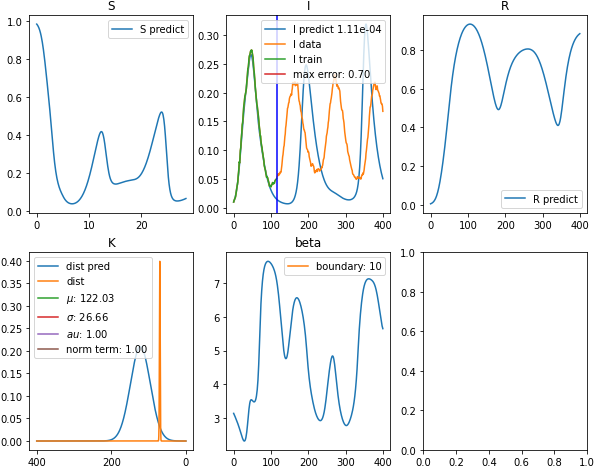 S
I
R
S predict
I predict 1.11e-04
I data
I train
max error: 0.70
R predict
1.0
0.8
0.6
0.4
0.2
0.0
0 10 20
0.30
0.25
0.20
0.15
0.10
0.05
0.00
0 100 200 300 400
0.8
0.6
0.4
0.2
0.0
0 100 200 300 400
K
beta
dist pred
dist
μ: 122.03
σ: 26.66
au: 1.00
norm term: 1.00
boundary: 10
0.40
0.35
0.30
0.25
0.20
0.15
0.10
0.05
0.00
400 200 0
7
6
5
4
3
0 100 200 300 400
1.0
0.8
0.6
0.4
0.2
0.0
0.0 0.2 0.4 0.6 0.8 1.0